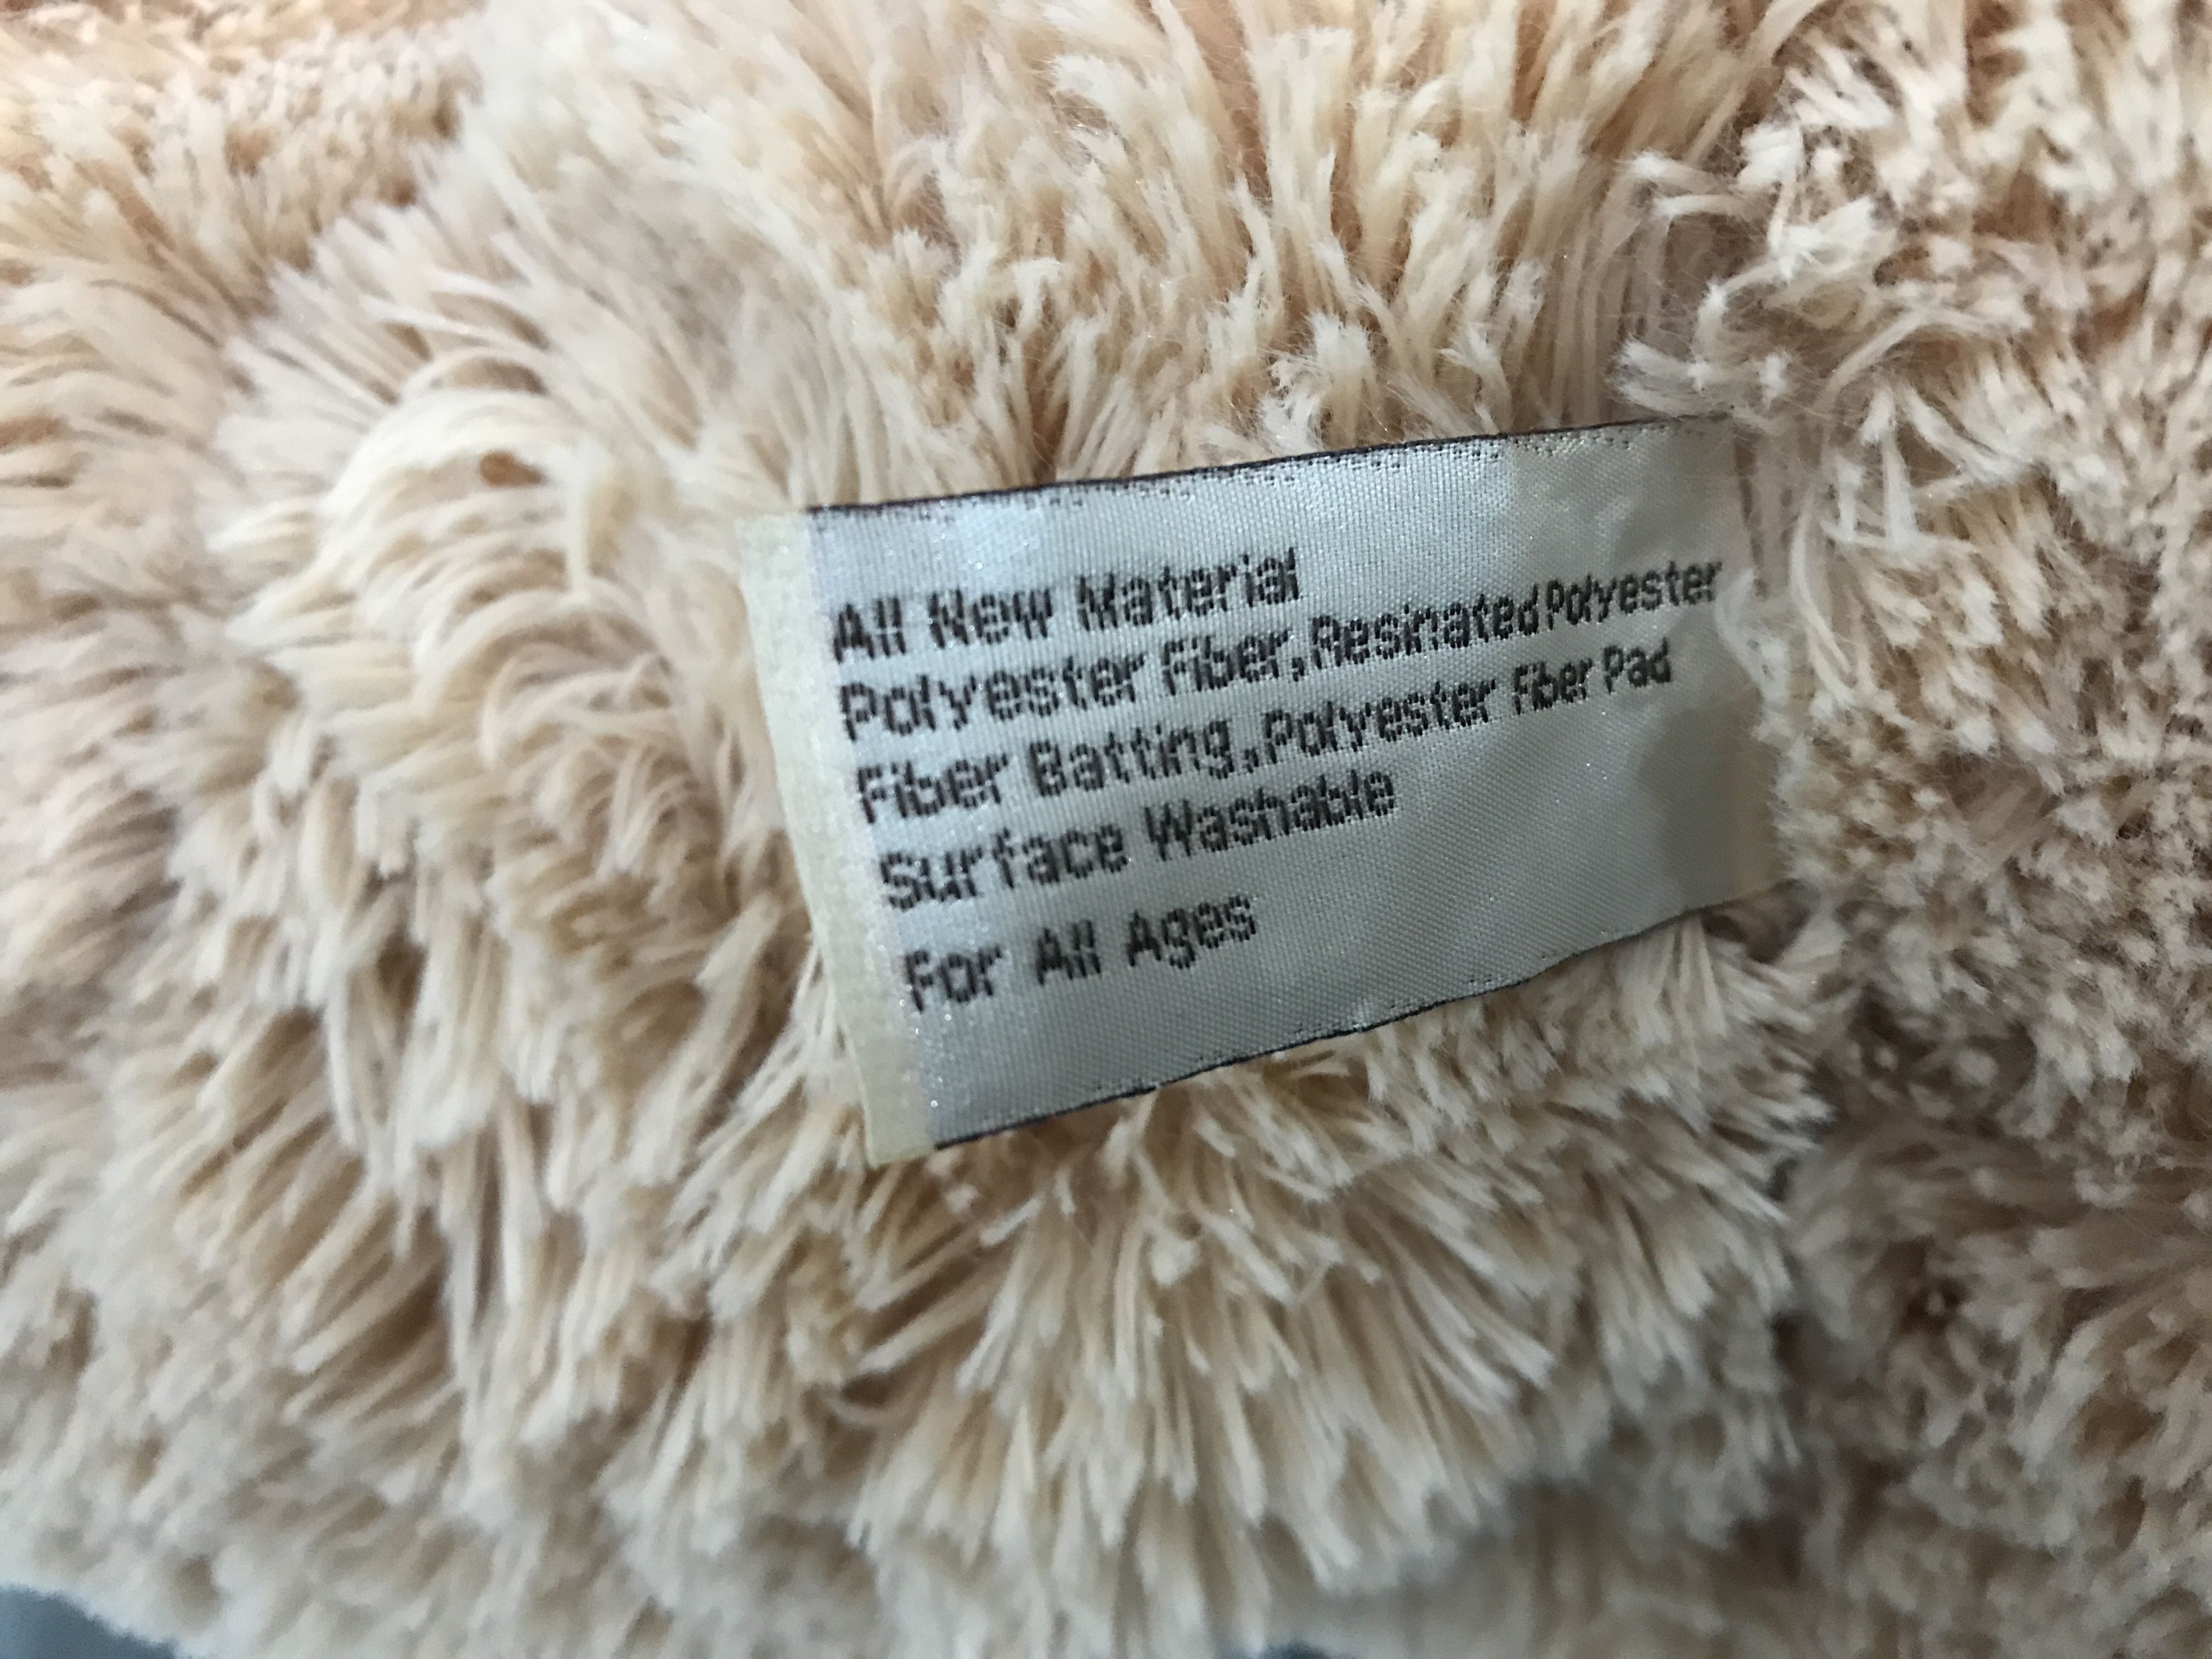 All New Material
Polyester Fiber,Resinated Polyester
Fiber Batting,Polyester Fiber Pad
Surface Washable
For All Ages